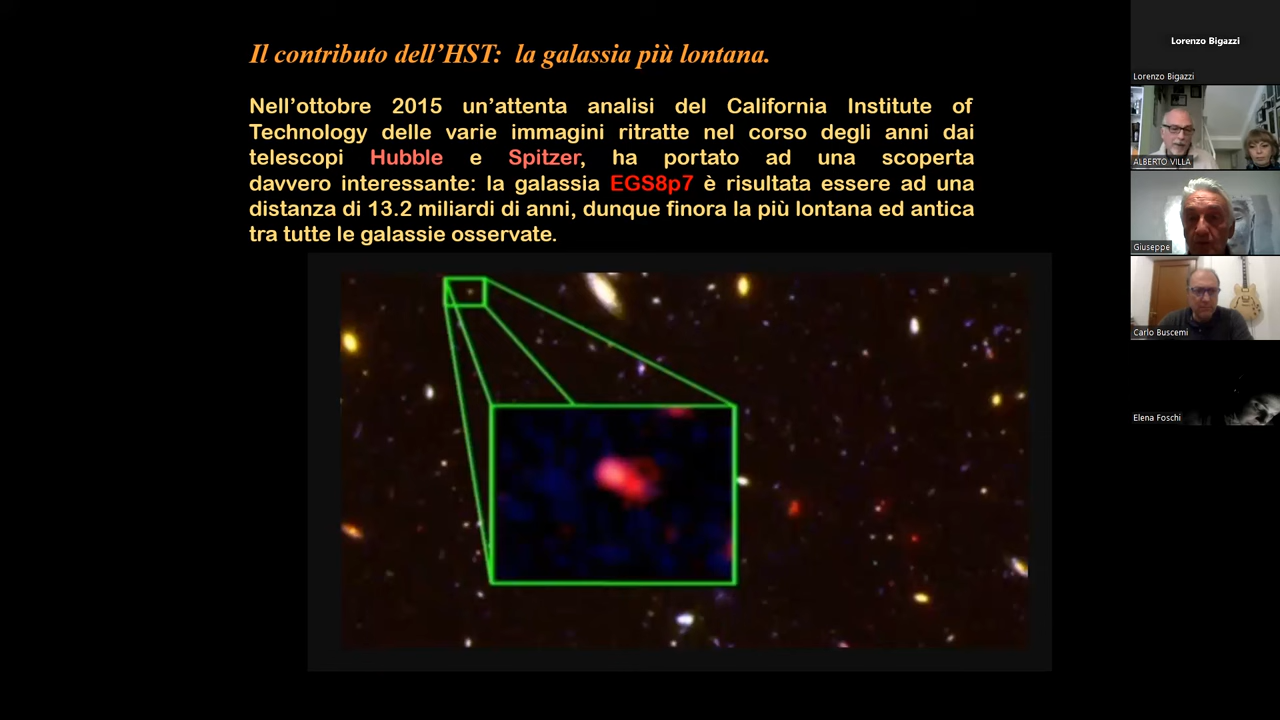 Il contributo dell'HST: la galassia più lontana.
Nell'ottobre 2015 un'attenta analisi del California Institute of
Technology delle varie immagini ritratte nel corso degli anni dai
telescopi Hubble e Spitzer, ha portato ad una scoperta
davvero interessante: la galassia EGS8p7 è risultata essere ad una
distanza di 13.2 miliardi di anni, dunque finora la più lontana ed antica
tra tutte le galassie osservate.
Lorenzo Bigazzi
Lorenzo Bigazzi
ALBERTO VILLA
Giuseppe
Carlo Buscemi
Elena Foschi